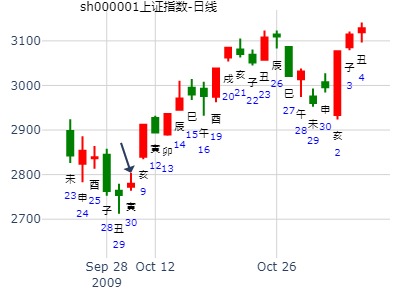 sh000001上证指数-日线
3100
3000
2900
2800
2700
未
23
申
24
酉
25
子
28
丑
29
寅
30
亥
9
寅
12
卯
13
辰
14
巳
15
午
16
酉
19
戌
20
亥
21
子
22
丑
23
辰
26
巳
27
午
28
未
29
申
30
亥
2
子
3
丑
4
Sep 28
2009
Oct 12
Oct 26